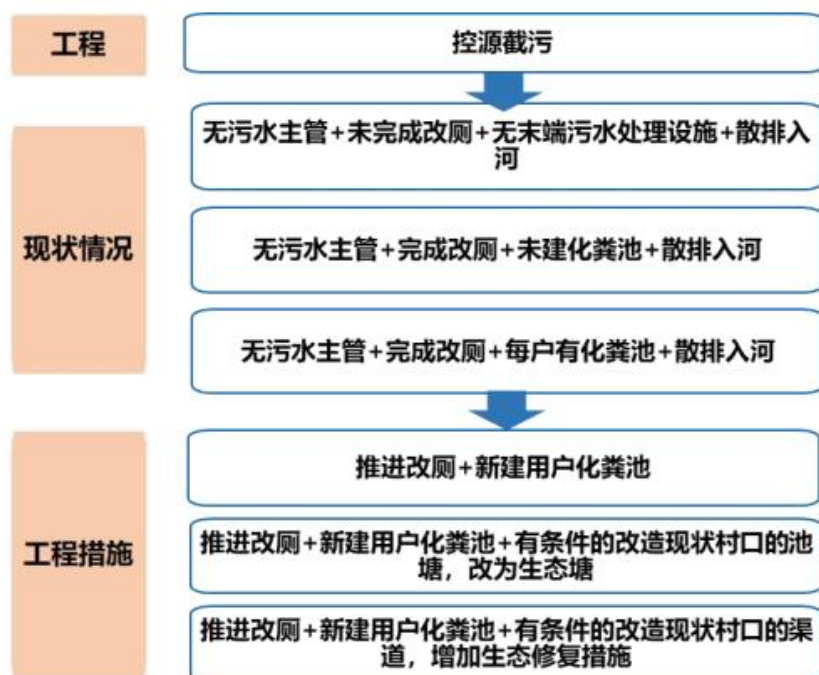 工程
控源截污
现状情况
无污水主管+未完成改厕+无末端污水处理设施+散排入
河
无污水主管+完成改厕+未建化粪池+散排入河
无污水主管+完成改厕+每户有化粪池+散排入河
工程措施
推进改厕+新建用户化粪池
推进改厕+新建用户化粪池+有条件的改造现状村口的池
塘，改为生态塘
推进改厕+新建用户化粪池+有条件的改造现状村口的渠
道，增加生态修复措施